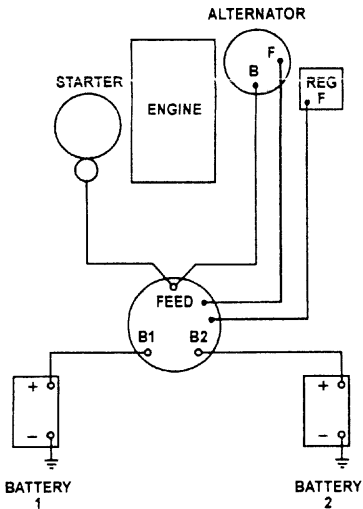 ALTERNATOR
F
B
STARTER
REG
F
ENGINE
FEED
B1
B2
+
+
–
–
BATTERY
1
BATTERY
2